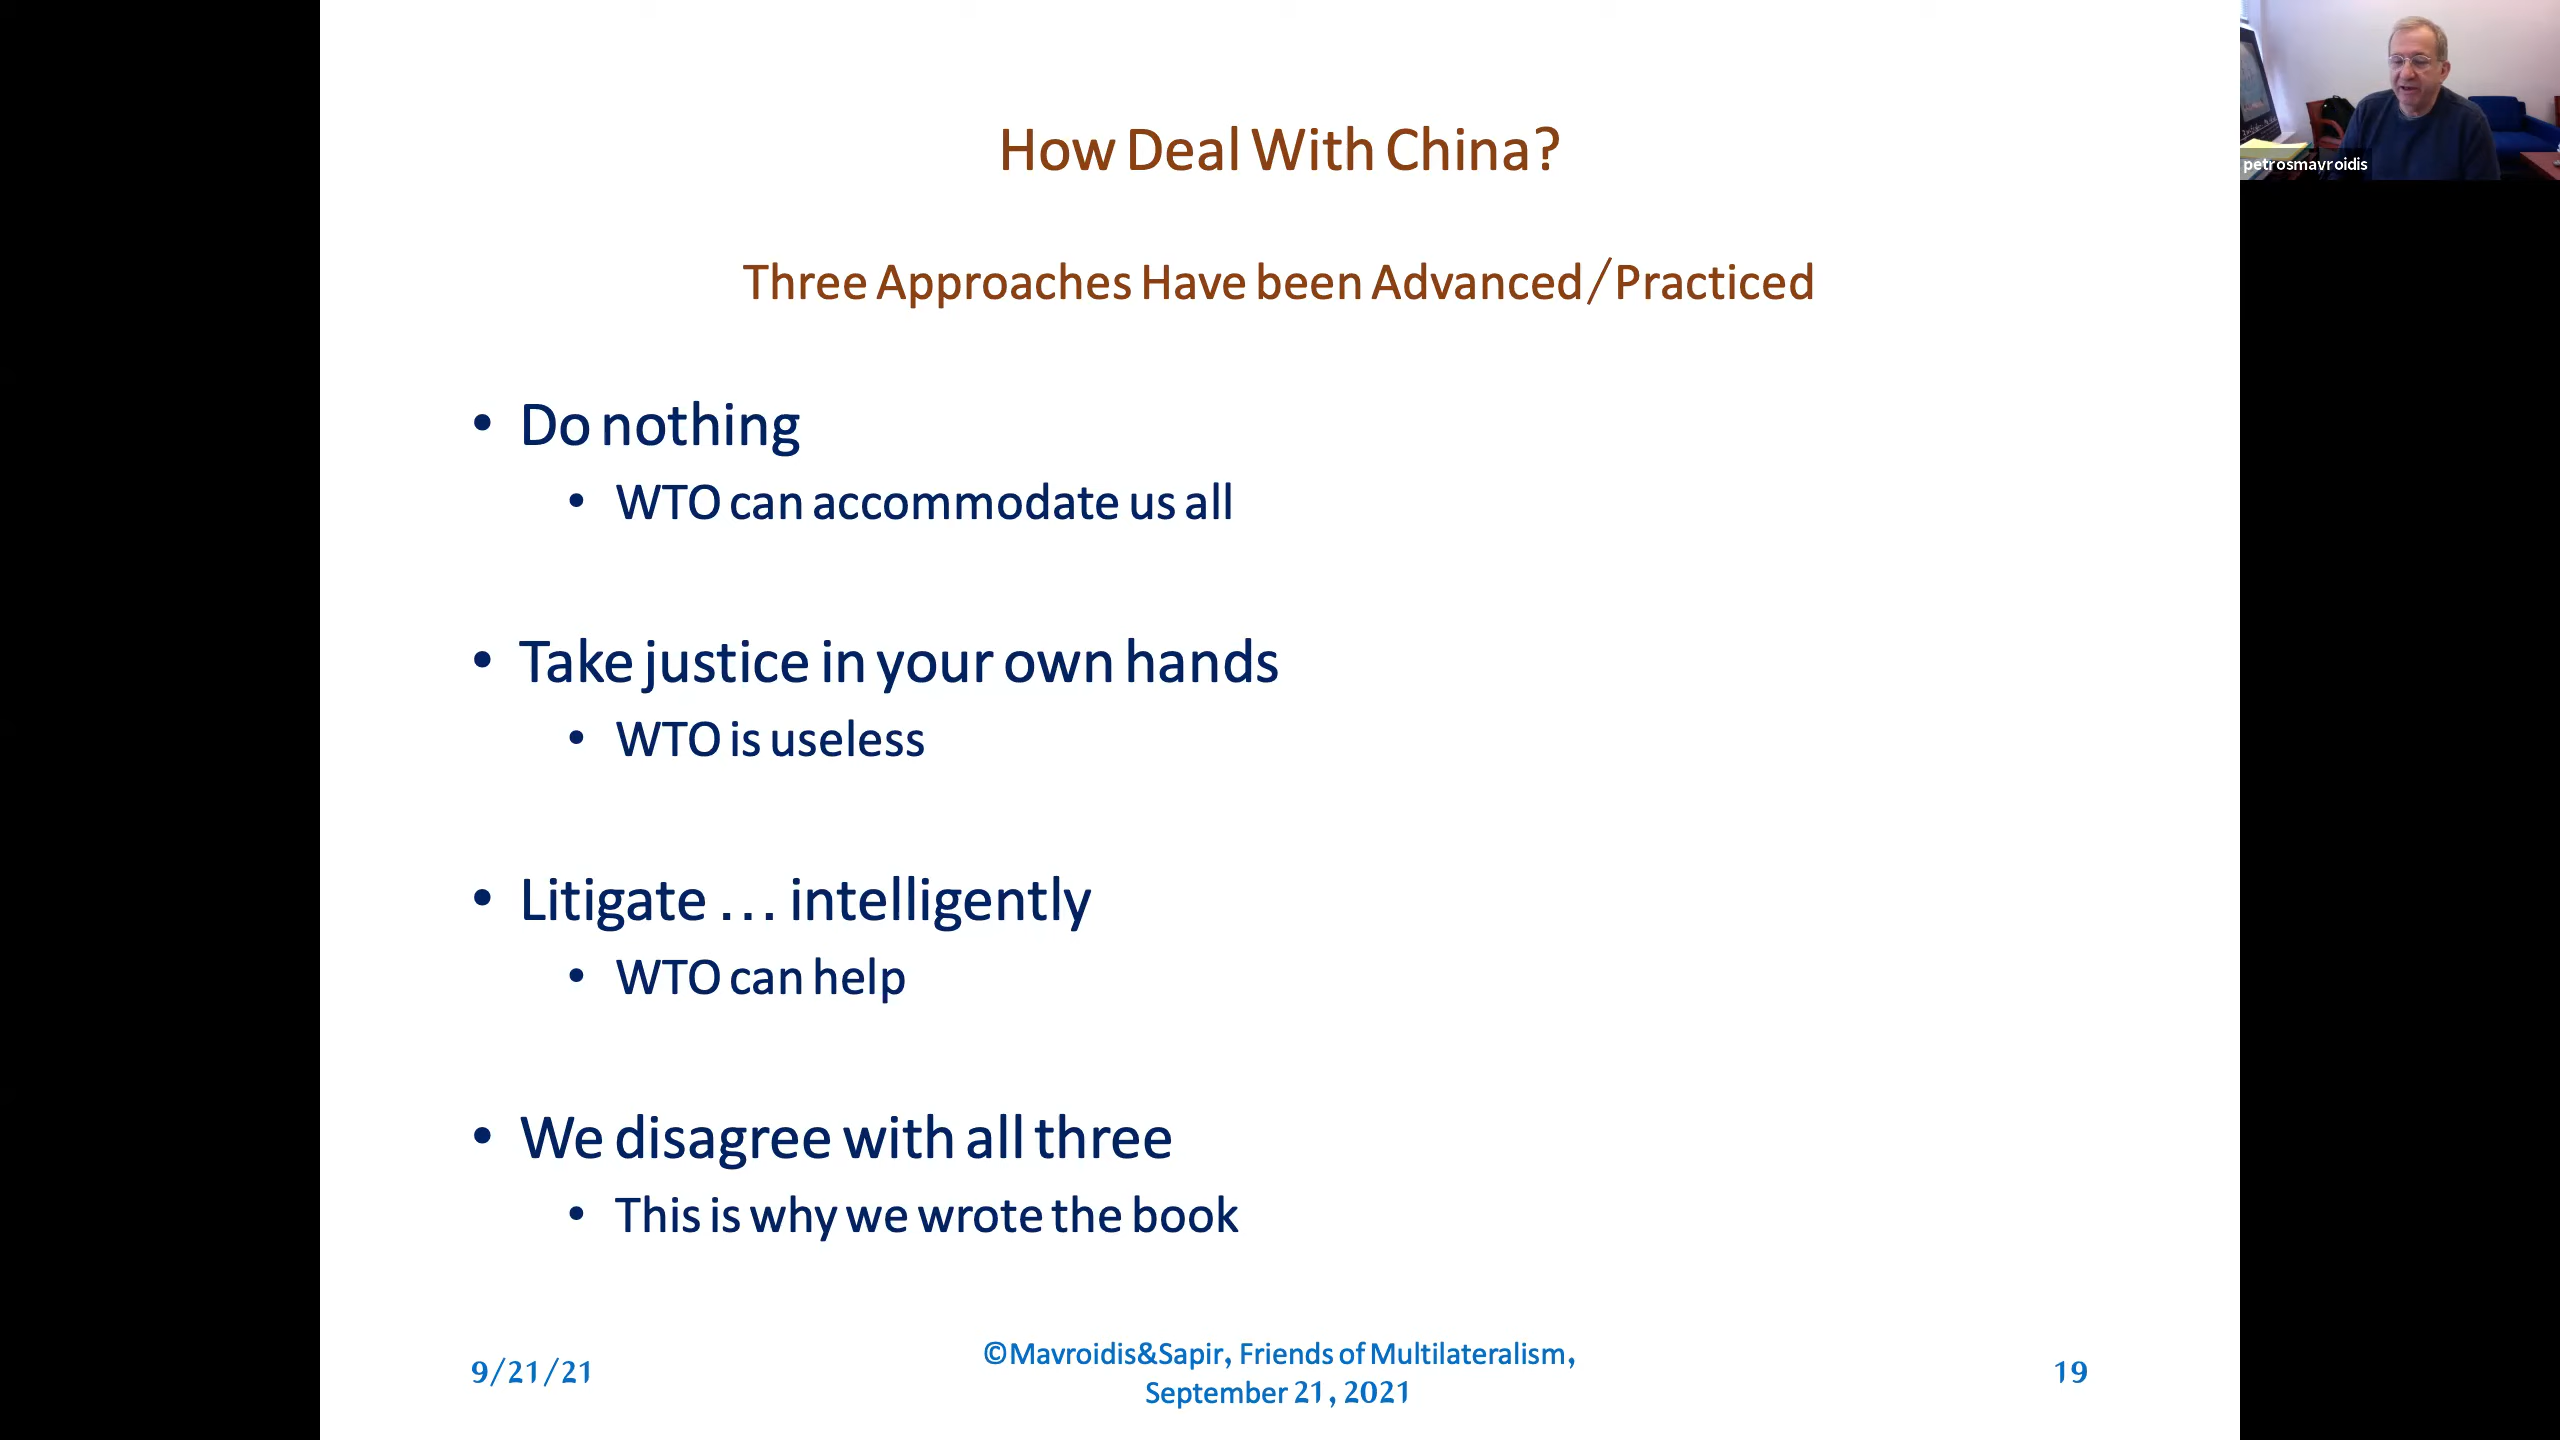 How Deal With China?
Three Approaches Have been Advanced/Practiced
• Do nothing
• WTO can accommodate us all
• Take justice in your own hands
• WTO is useless
• Litigate … intelligently
• WTO can help
• We disagree with all three
• This is why we wrote the book
9/21/21
©Mavroidis&Sapir, Friends of Multilateralism,
September 21, 2021
19
petrosmavroidis